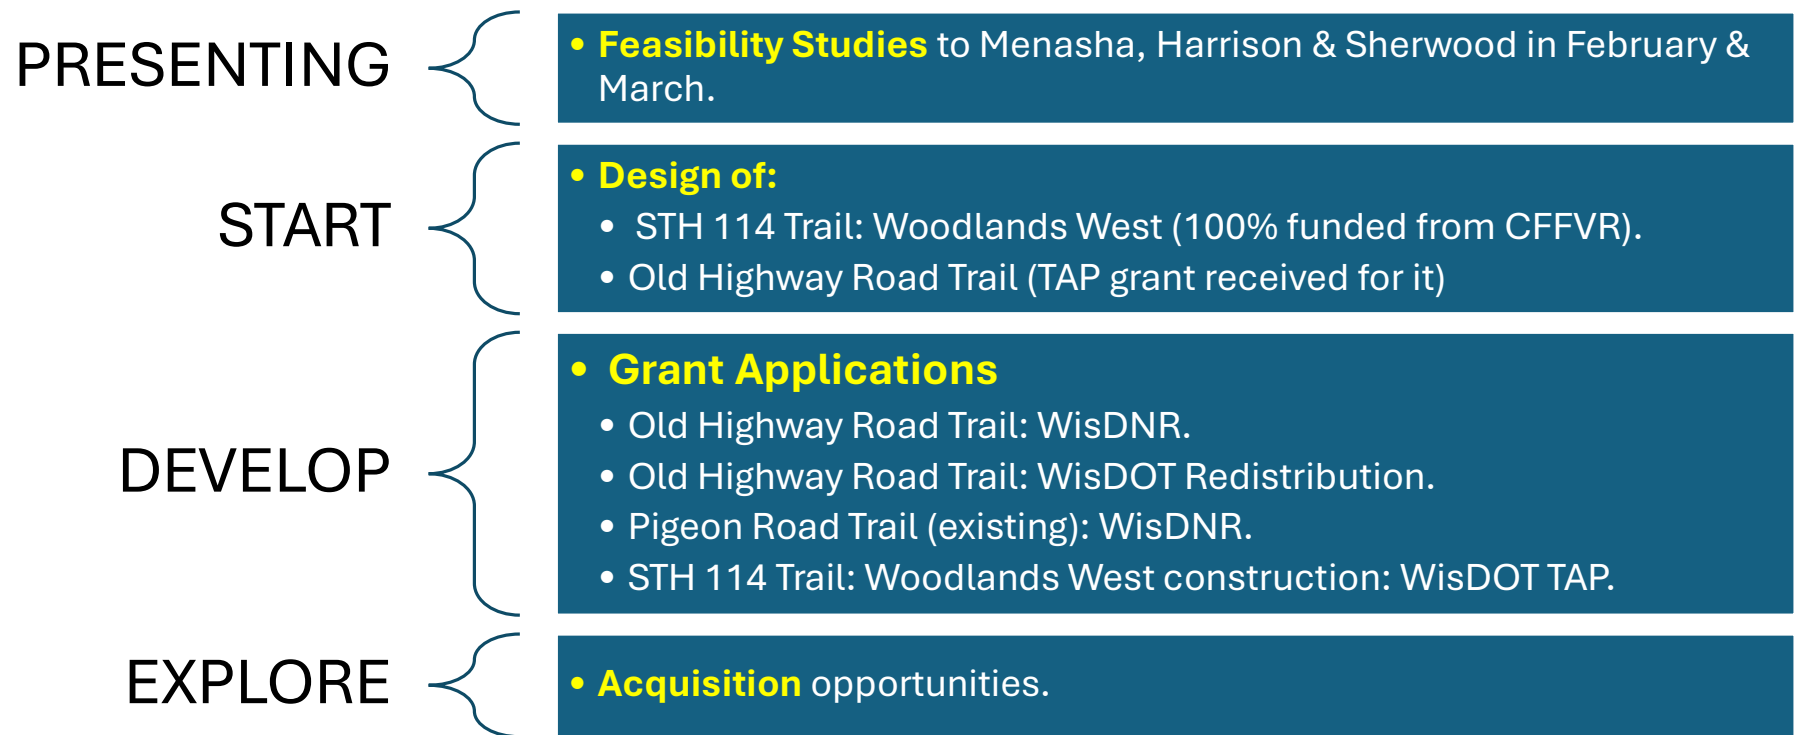 PRESENTING
• Feasibility Studies to Menasha, Harrison & Sherwood in February &
March.
START
• Design of:
• STH 114 Trail: Woodlands West (100% funded from CFFVR).
• Old Highway Road Trail (TAP grant received for it)
DEVELOP
• Grant Applications
• Old Highway Road Trail: WisDNR.
• Old Highway Road Trail: WisDOT Redistribution.
• Pigeon Road Trail (existing): WisDNR.
• STH 114 Trail: Woodlands West construction: WisDOT TAP.
EXPLORE
• Acquisition opportunities.